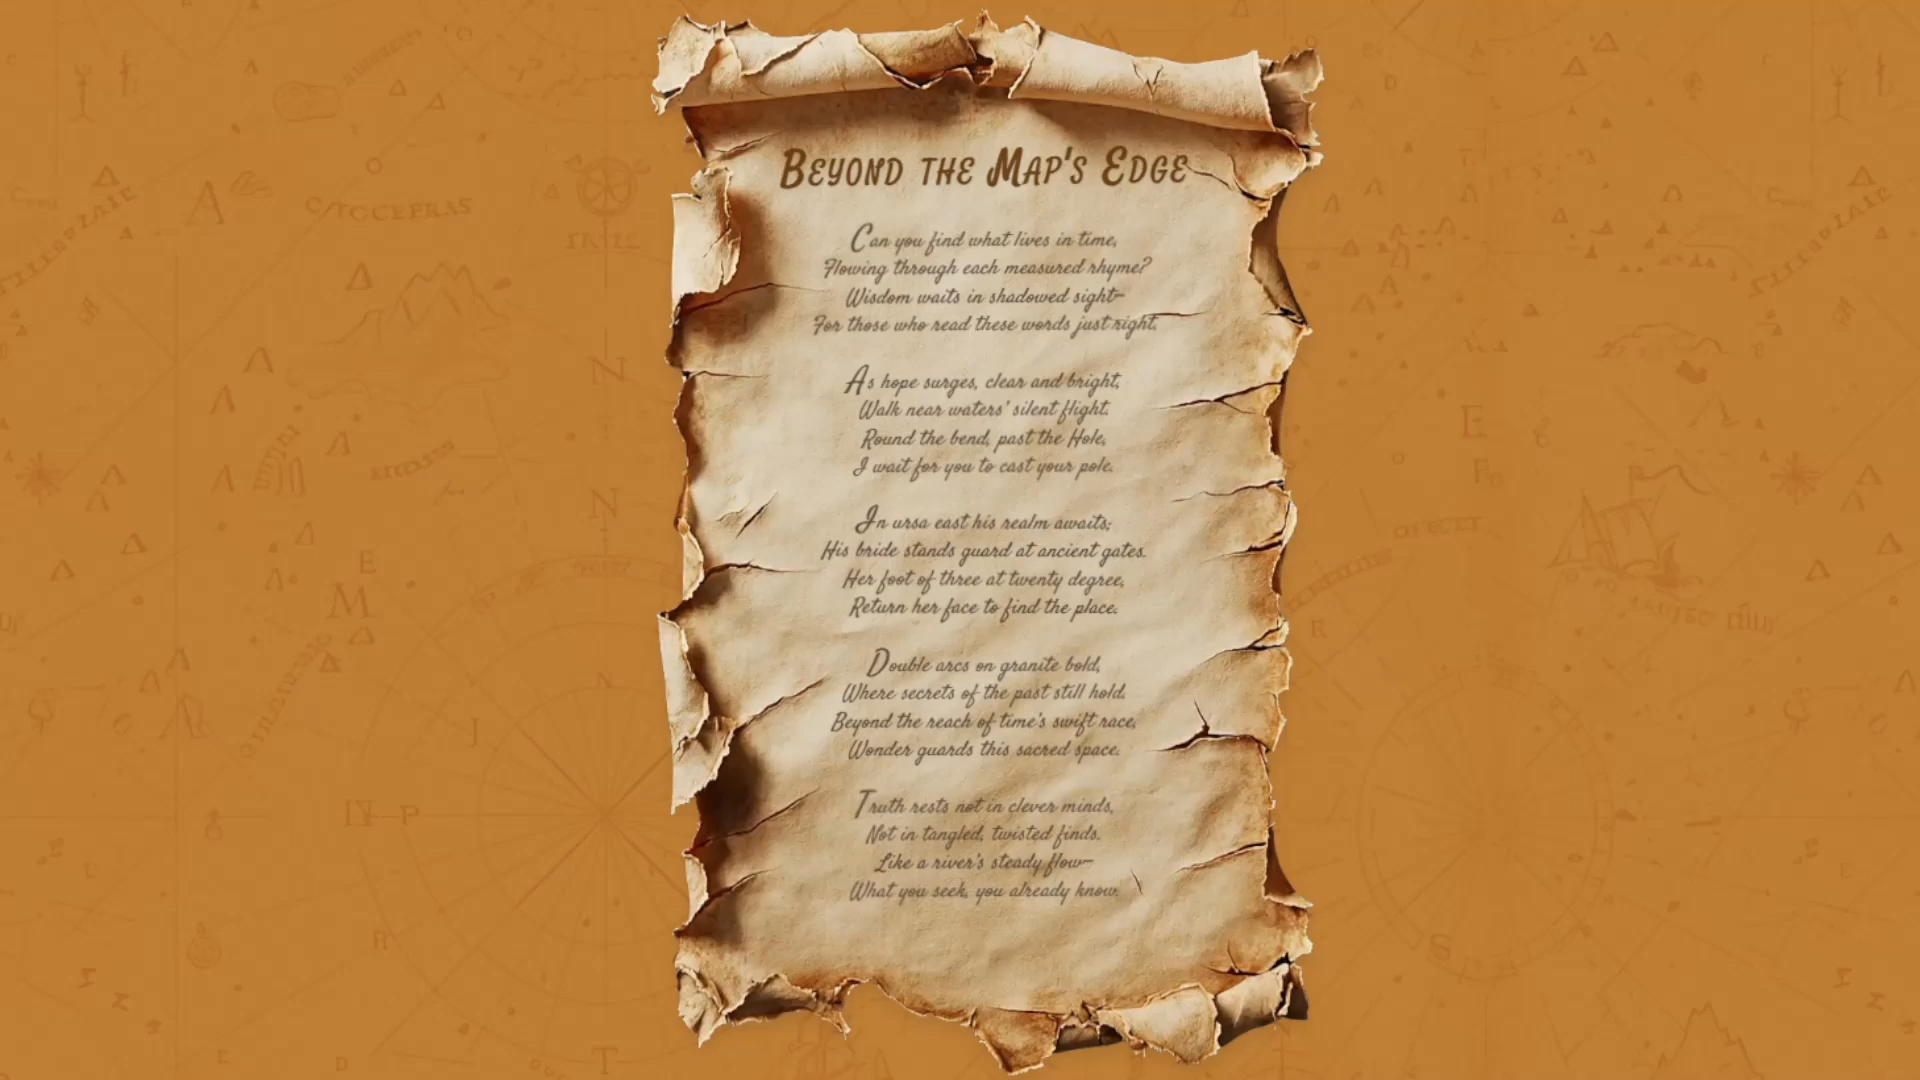 Beyond the Map's Edge
Can you find what lives in time,
Flowing through each measured rhyme?
Wisdom waits in shadowed sight—
For those who read these words just right.
As hope surges, clear and bright,
Walk near waters' silent flight.
Round the bend, past the Hole,
I wait for you to cast your pole.
In ursa east his realm awaits;
His bride stands guard at ancient gates.
Her foot of three at twenty degree,
Return her face to find the place.
Double arcs on granite bold,
Where secrets of the past still hold.
Beyond the reach of time's swift race,
Wonder guards this sacred space.
Truth rests not in clever minds,
Not in tangled, twisted finds.
Like a river's steady flow—
What you seek, you already know.